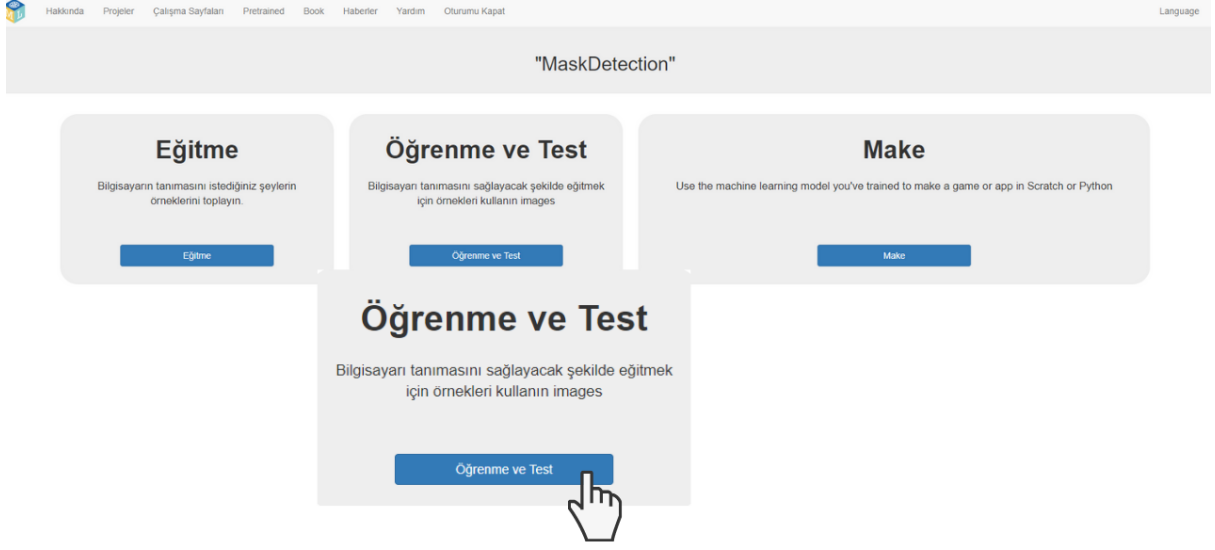 Hakkında Projeler Çalışma Sayfaları Pretrained Book Haberler Yardım Oturumu Kapat Language
"MaskDetection"
Eğitme
Bilgisayarın tanımasını istediğiniz şeylerin
örneklerini toplayın.
Eğitme
Öğrenme ve Test
Bilgisayarı tanımasını sağlayacak şekilde eğitmek
için örnekleri kullanın images
Öğrenme ve Test
Make
Use the machine learning model you've trained to make a game or app in Scratch or Python
Make
Öğrenme ve Test
Bilgisayarı tanımasını sağlayacak şekilde eğitmek
için örnekleri kullanın images
Öğrenme ve Test